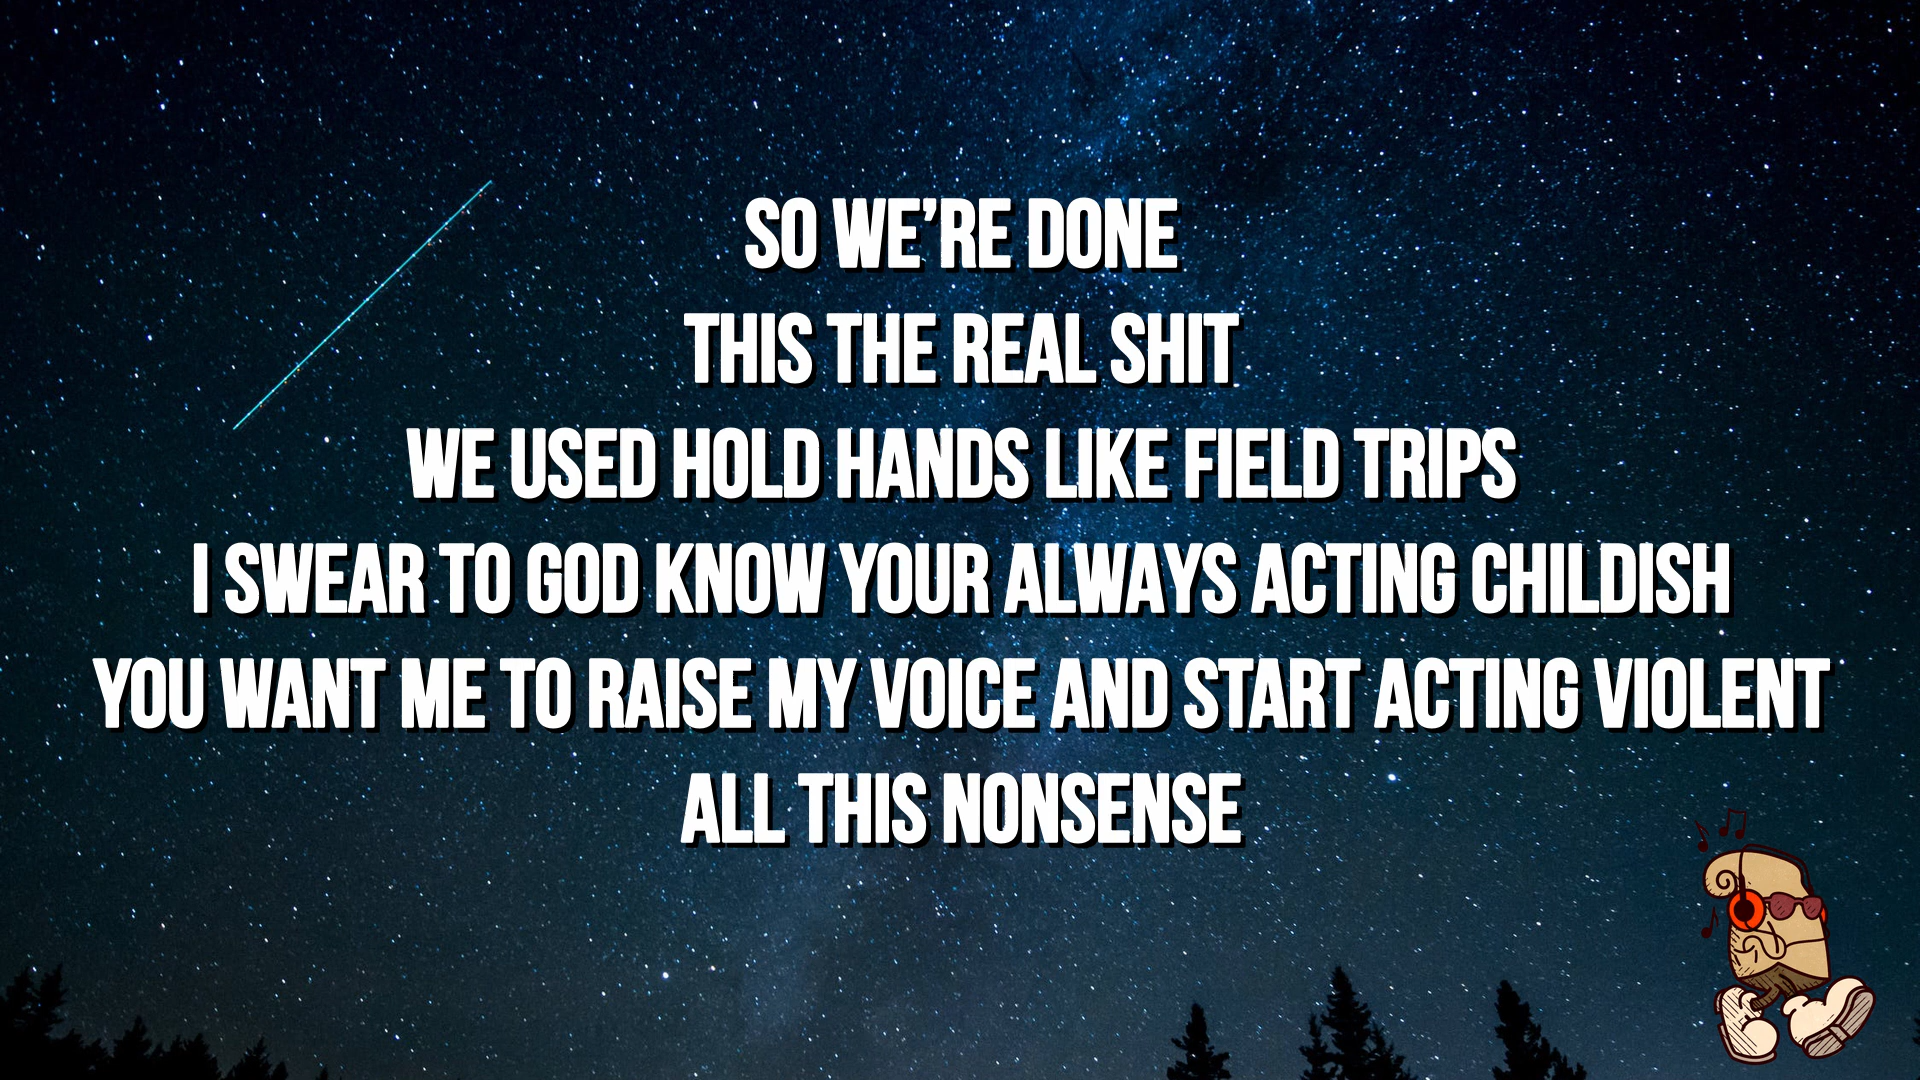 SO WE’RE DONE
THIS THE REAL SHIT
WE USED HOLD HANDS LIKE FIELD TRIPS
I SWEAR TO GOD KNOW YOUR ALWAYS ACTING CHILDISH
YOU WANT ME TO RAISE MY VOICE AND START ACTING VIOLENT
ALL THIS NONSENSE